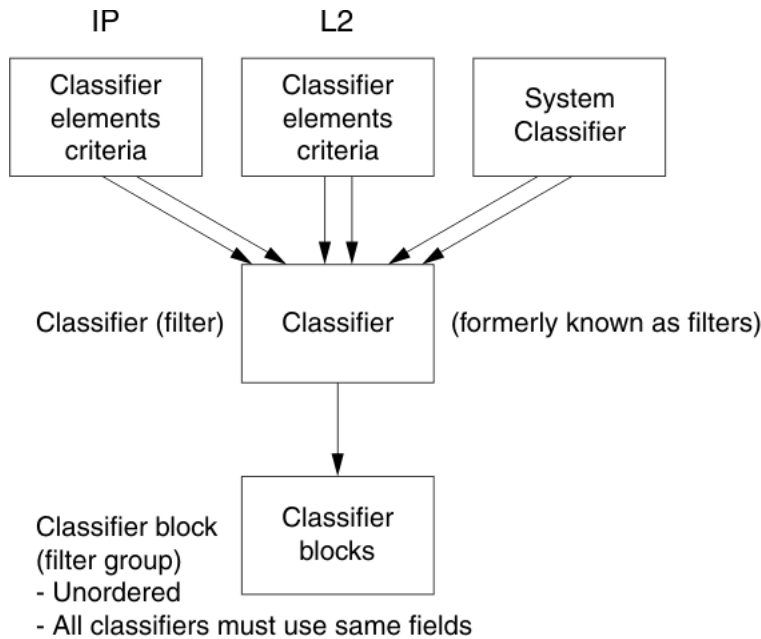 IP
L2
Classifier
elements
criteria
Classifier
elements
criteria
System
Classifier
Classifier (filter)
Classifier
(formerly known as filters)
Classifier
blocks
Classifier block
(filter group)
- Unordered
- All classifiers must use same fields